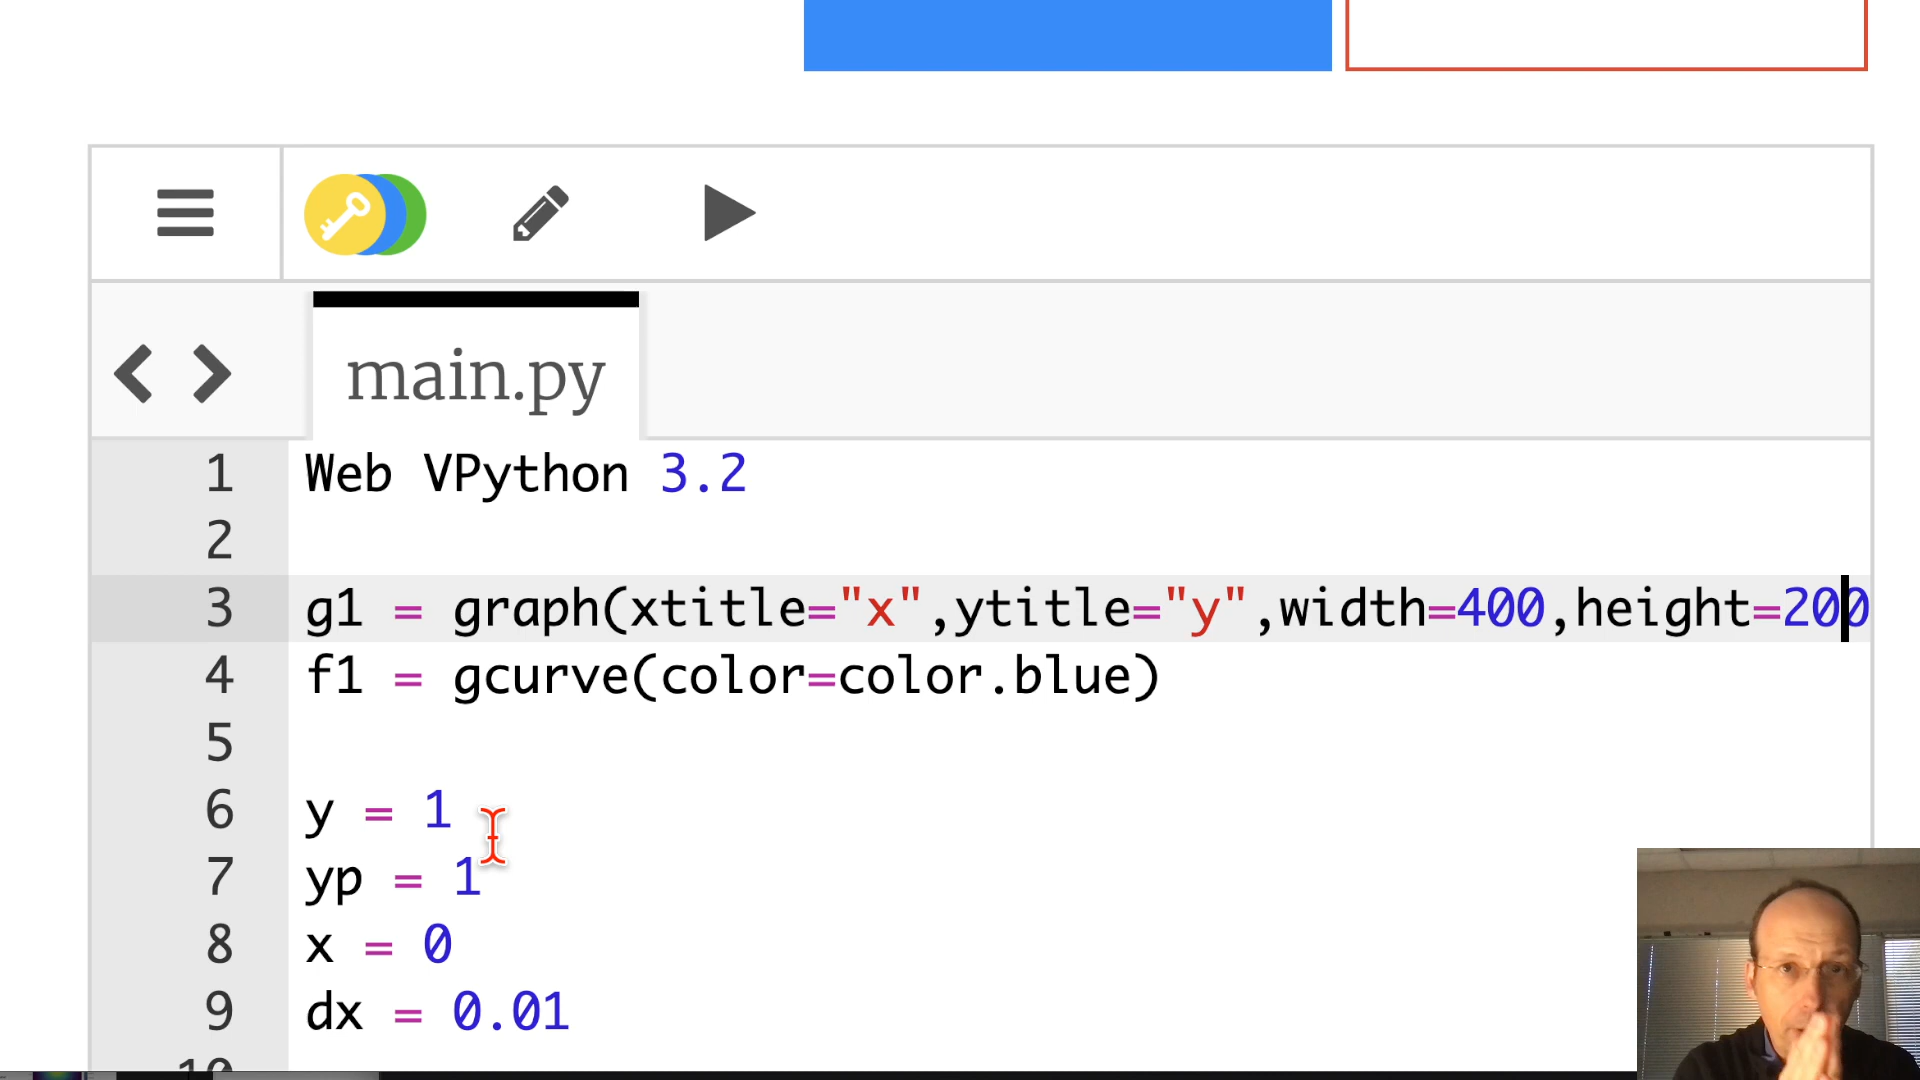 main.py
1 Web VPython 3.2
2
3 g1 = graph(xtitle="x",ytitle="y",width=400,height=200
4 f1 = gcurve(color=color.blue)
5
6 y = 1
7 yp = 1
8 x = 0
9 dx = 0.01
10